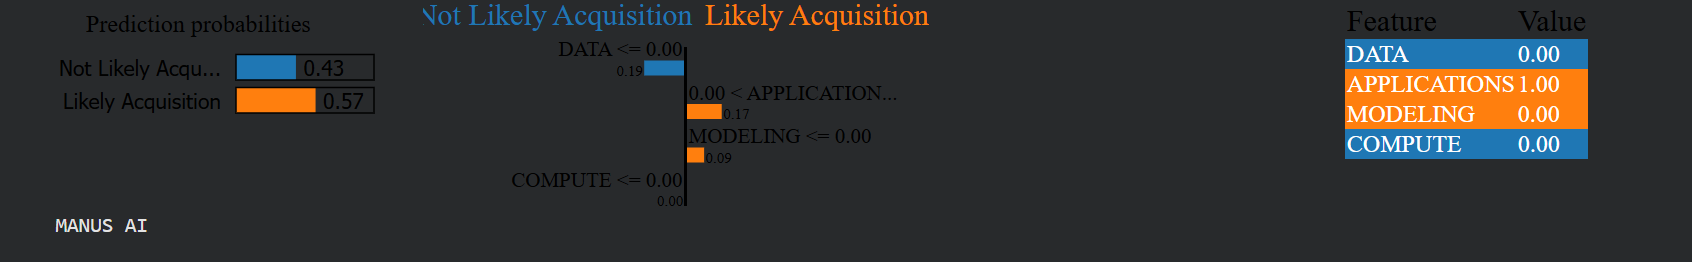 Prediction probabilities
Not Likely Acqu... 0.43
Likely Acquisition 0.57
Not Likely Acquisition Likely Acquisition
DATA <= 0.00
0.19
0.00 < APPLICATION...
0.17
MODELING <= 0.00
0.09
COMPUTE <= 0.00
0.00
Feature Value
DATA 0.00
APPLICATIONS 1.00
MODELING 0.00
COMPUTE 0.00
MANUS AI